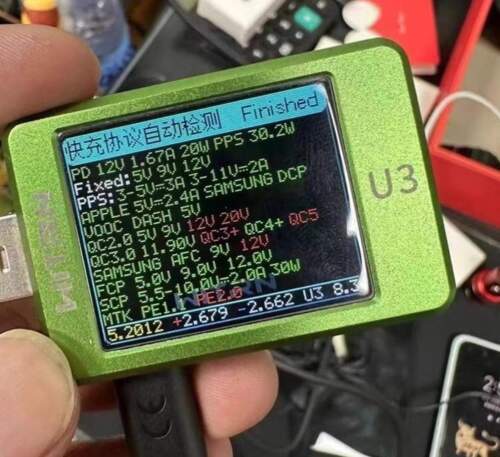 快充协议自动检测 Finished
PD 12V 1.67A 20W PPS 30.2W
Fixed:5V 9V 12V
PPS:3-5V=3A 3-11V=2A
APPLE 5V=2.4A SAMSUNG DCP
VOOC DASH 5V
QC2.0 5V 9V 12V 20V
QC3.0 11.90V QC3+ QC4+ QC5
SAMSUNG AFC 9V 12V
FCP 5.0V 9.0V 12.0V
SCP 5.5-10.0V=2.0A 30W
MTK PE1.1 PE2.0
5.2012 +2.679 -2.662 U3 8.3
U3
WITRN
CE